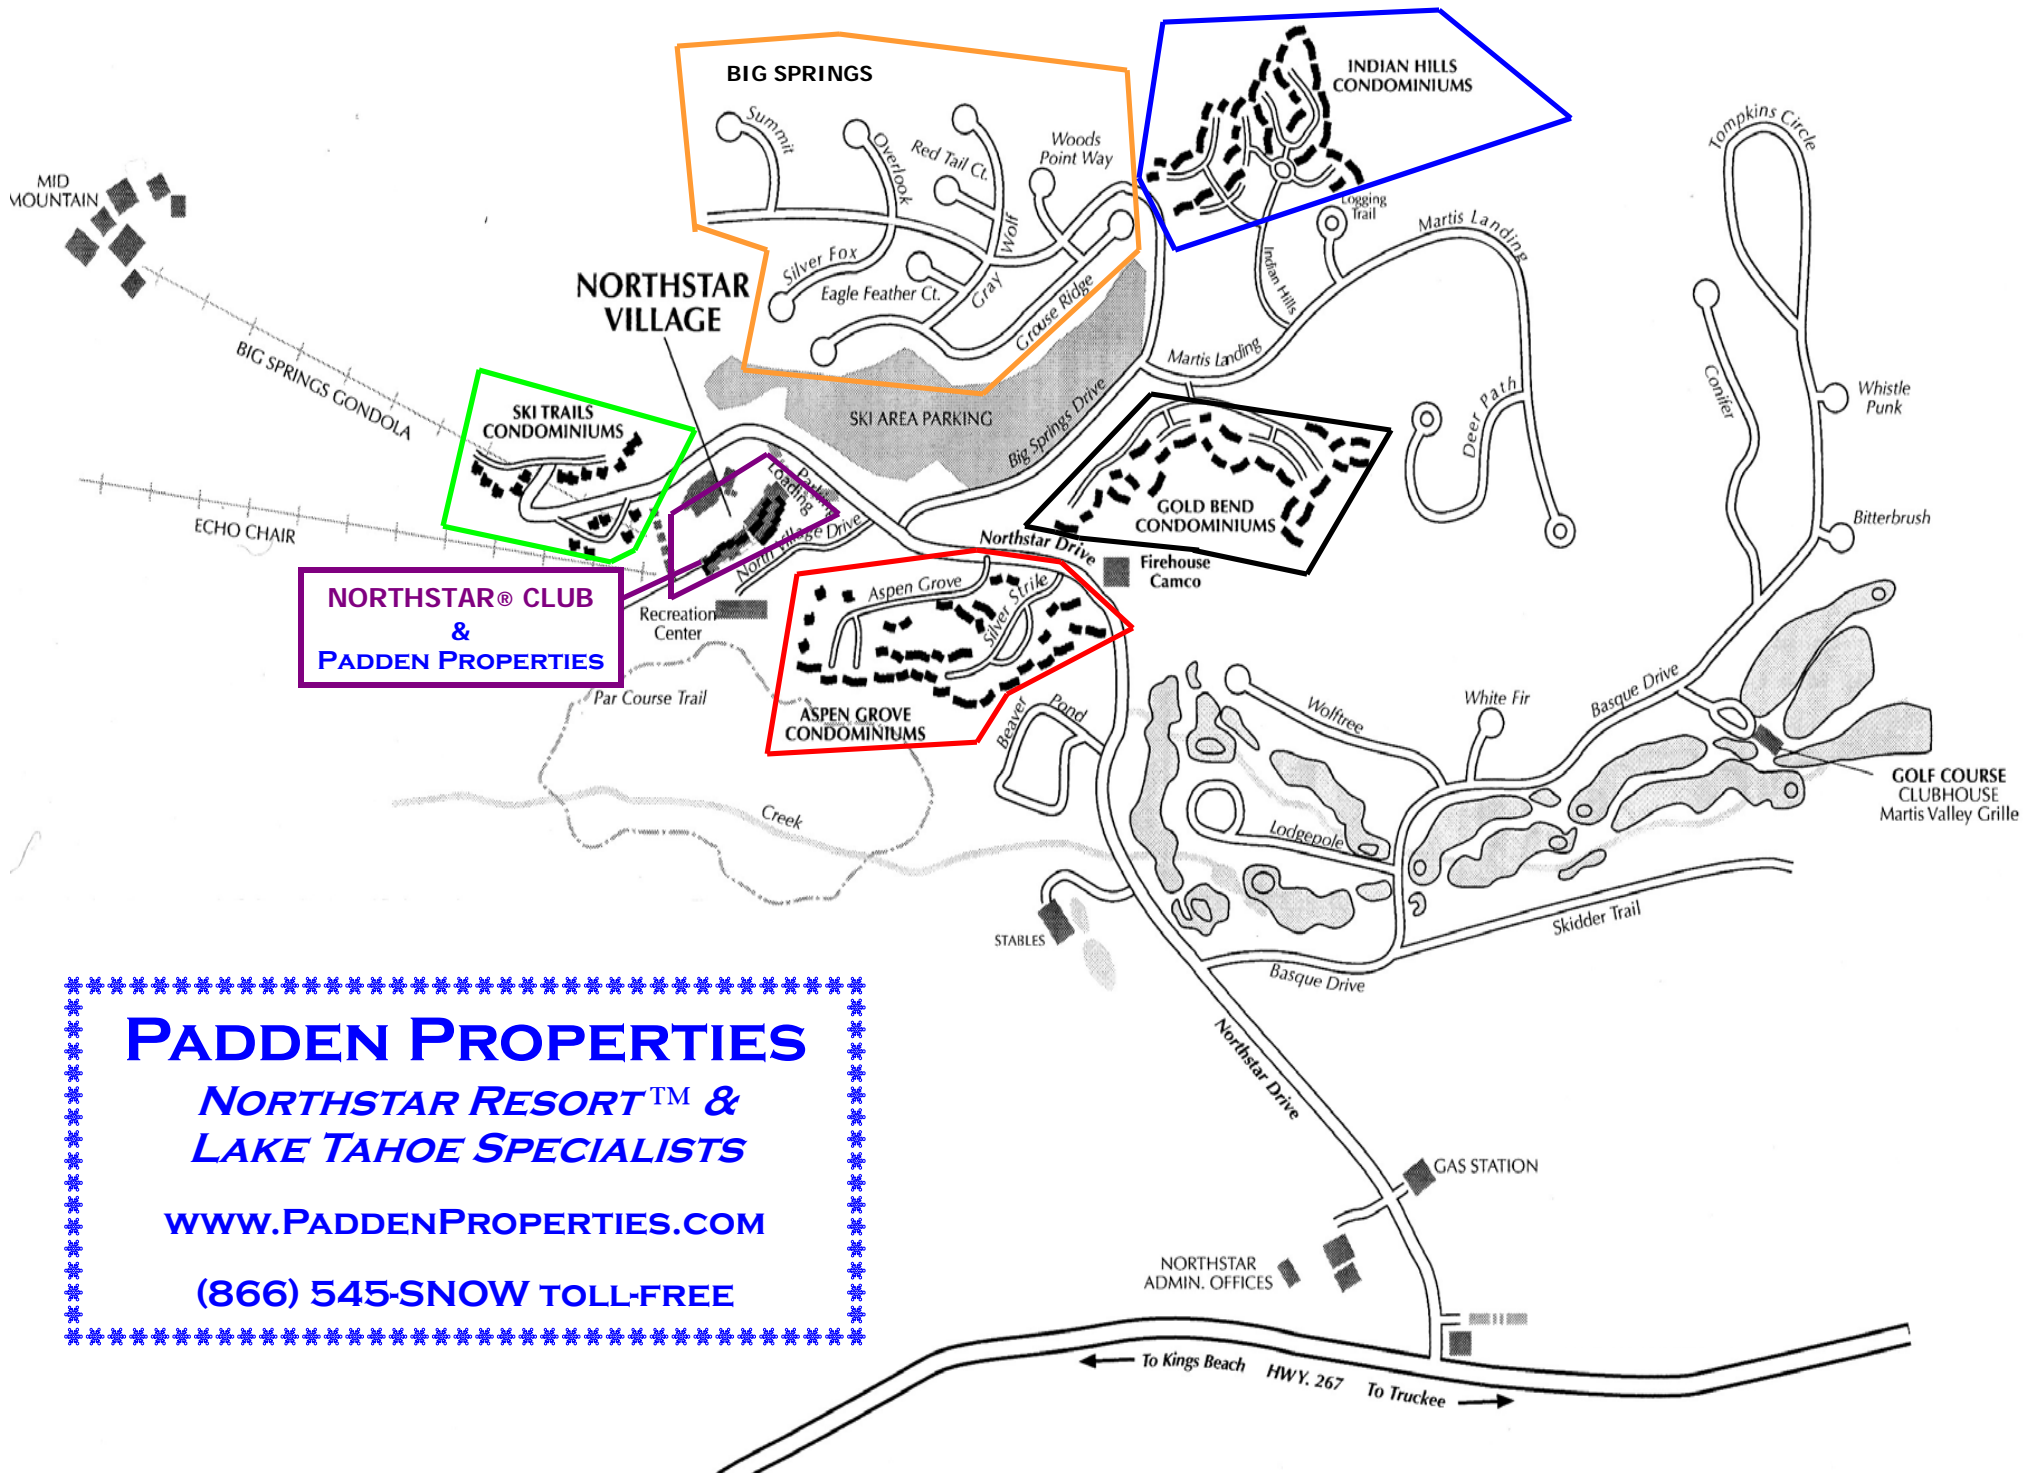 BIG SPRINGS
INDIAN HILLS
CONDOMINIUMS
Summit
Overlook
Red Tail Ct.
Woods
Point Way
Tompkins Circle
MID
MOUNTAIN
Logging
Trail
Martis Landing
Wolf
Silver Fox
Eagle Feather Ct.
Gray
Grouse Ridge
Indian Hills
NORTHSTAR
VILLAGE
BIG SPRINGS GONDOLA
Martis Landing
Conifer
Whistle
Punk
Deer Path
SKI TRAILS
CONDOMINIUMS
SKI AREA PARKING
Big Springs Drive
Parking
Loading
GOLD BEND
CONDOMINIUMS
Bitterbrush
ECHO CHAIR
North Village Drive
Northstar Drive
Firehouse
Camco
NORTHSTAR® CLUB
&
PADDEN PROPERTIES
Recreation
Center
Aspen Grove
Silver Strike
Par Course Trail
ASPEN GROVE
CONDOMINIUMS
Beaver
Pond
Wolftree
White Fir
Basque Drive
GOLF COURSE
CLUBHOUSE
Martis Valley Grille
Creek
Lodgepole
Skidder Trail
STABLES
Basque Drive
Northstar Drive
PADDEN PROPERTIES
NORTHSTAR RESORT™ &
LAKE TAHOE SPECIALISTS
WWW.PADDENPROPERTIES.COM
(866) 545-SNOW TOLL-FREE
GAS STATION
NORTHSTAR
ADMIN. OFFICES
To Kings Beach HWY. 267 To Truckee